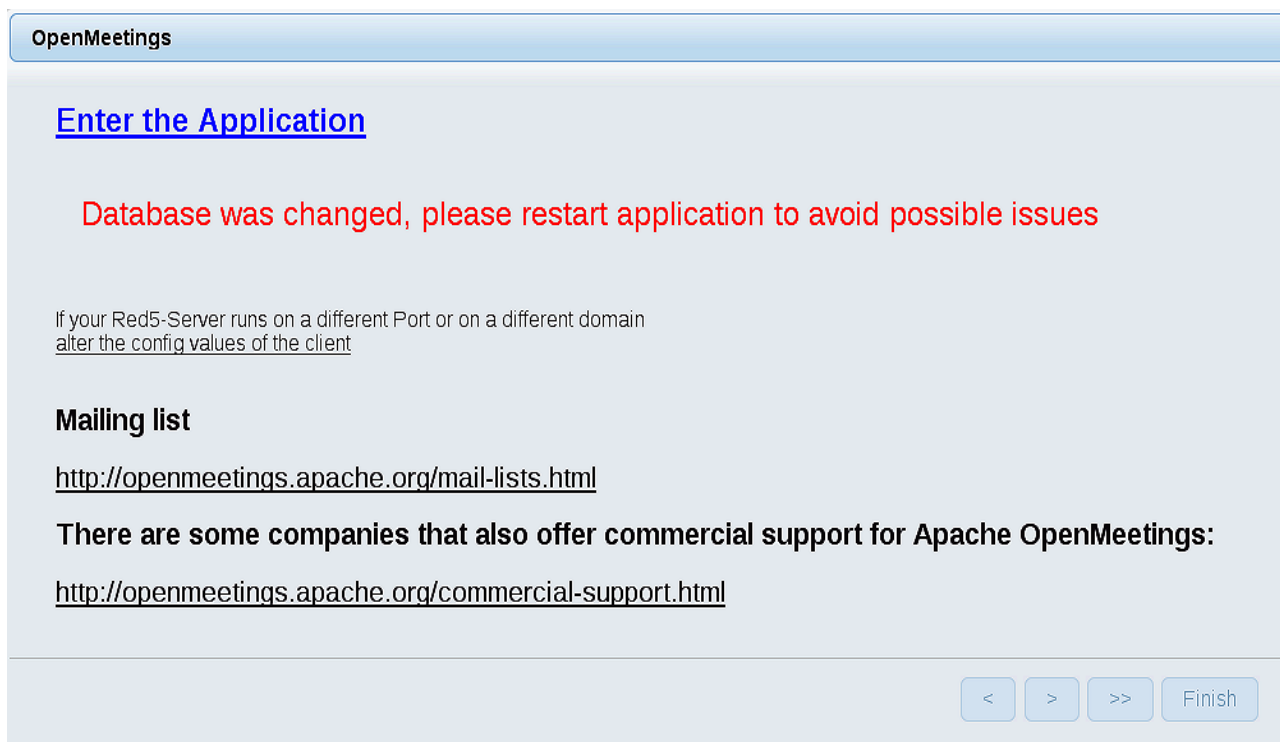 OpenMeetings
Enter the Application
Database was changed, please restart application to avoid possible issues
If your Red5-Server runs on a different Port or on a different domain
alter the config values of the client
Mailing list
http://openmeetings.apache.org/mail-lists.html
There are some companies that also offer commercial support for Apache OpenMeetings:
http://openmeetings.apache.org/commercial-support.html
< > >> Finish